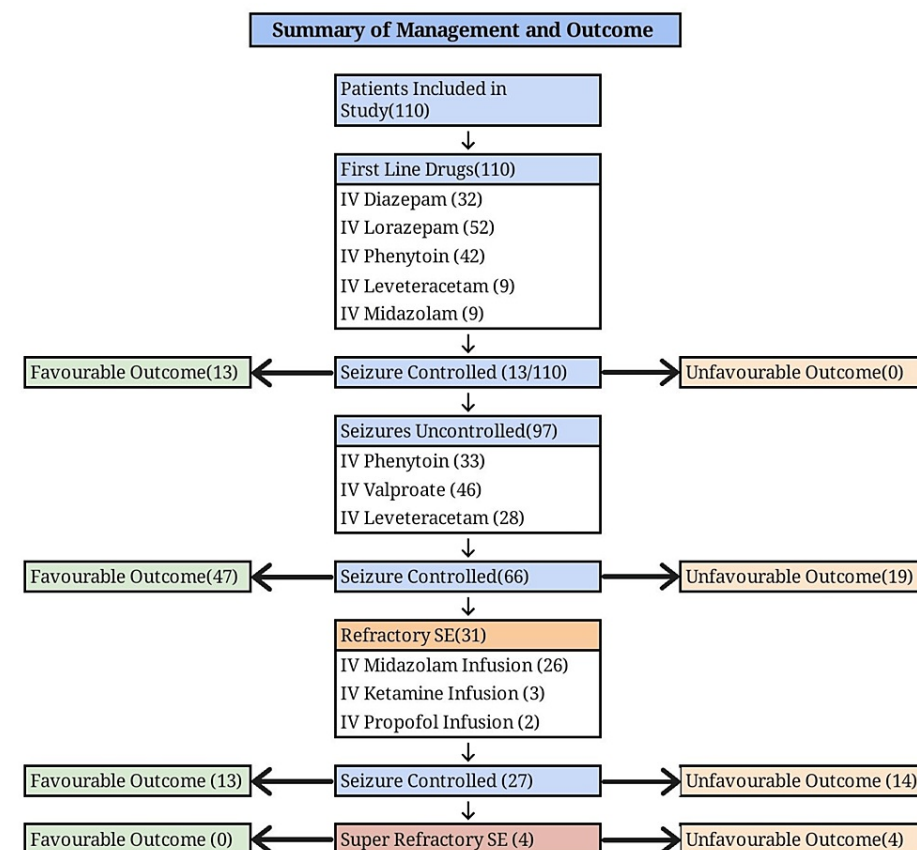 Summary of Management and Outcome
Patients Included in
Study(110)
First Line Drugs(110)
IV Diazepam (32)
IV Lorazepam (52)
IV Phenytoin (42)
IV Leveteracetam (9)
IV Midazolam (9)
Favourable Outcome(13)
Seizure Controlled (13/110)
Unfavourable Outcome(0)
Seizures Uncontrolled(97)
IV Phenytoin (33)
IV Valproate (46)
IV Leveteracetam (28)
Favourable Outcome(47)
Seizure Controlled(66)
Unfavourable Outcome(19)
Refractory SE(31)
IV Midazolam Infusion (26)
IV Ketamine Infusion (3)
IV Propofol Infusion (2)
Favourable Outcome (13)
Seizure Controlled (27)
Unfavourable Outcome (14)
Favourable Outcome (0)
Super Refractory SE (4)
Unfavourable Outcome(4)